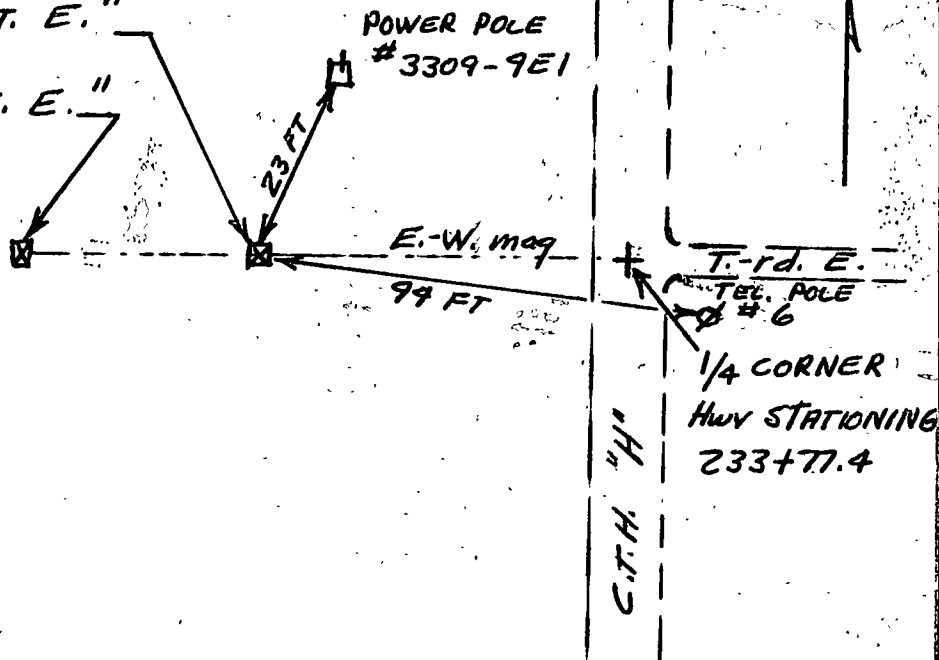 T. E."
POWER POLE
# 3309-9E1
. E."
23 FT
E.-W. mag
94 FT
T.-rd. E.
TEL. POLE
# 6
1/4 CORNER
Hwy STATIONING
233+77.4
C.T.H. "H"